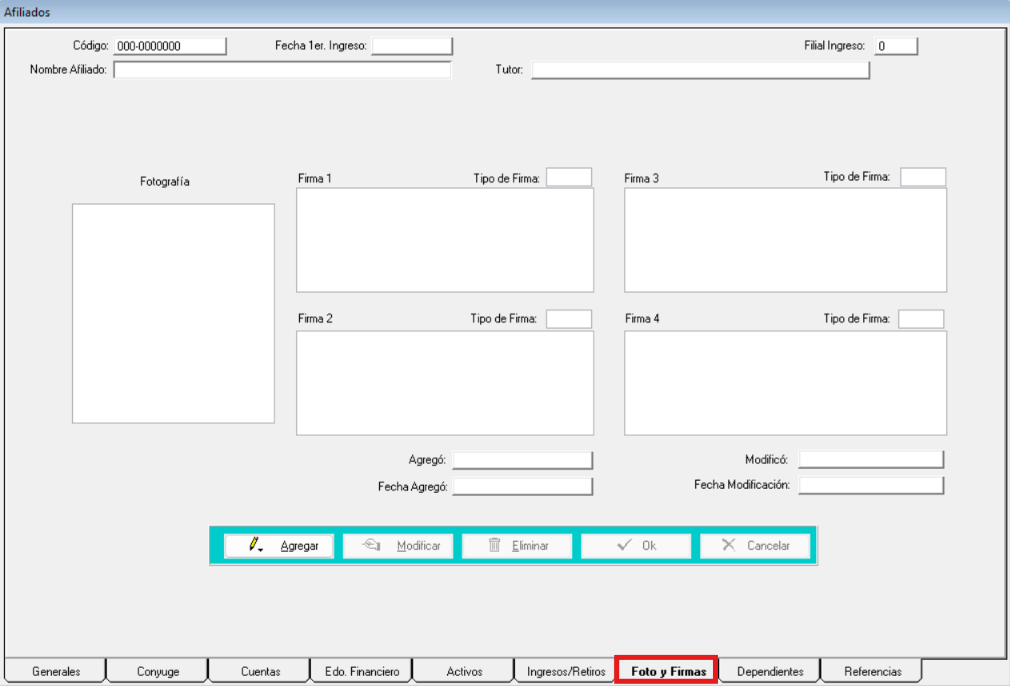 Afiliados
Código: 000-0000000 Fecha 1er. Ingreso: Filial Ingreso: 0
Nombre Afiliado: Tutor:
Fotografía Firma 1 Tipo de Firma: Firma 3 Tipo de Firma:
Firma 2 Tipo de Firma: Firma 4 Tipo de Firma:
Agregó: Modificó:
Fecha Agregó: Fecha Modificación:
Agregar Modificar Eliminar Ok Cancelar
Generales Conyuge Cuentas Edo. Financiero Activos Ingresos/Retiros Foto y Firmas Dependientes Referencias